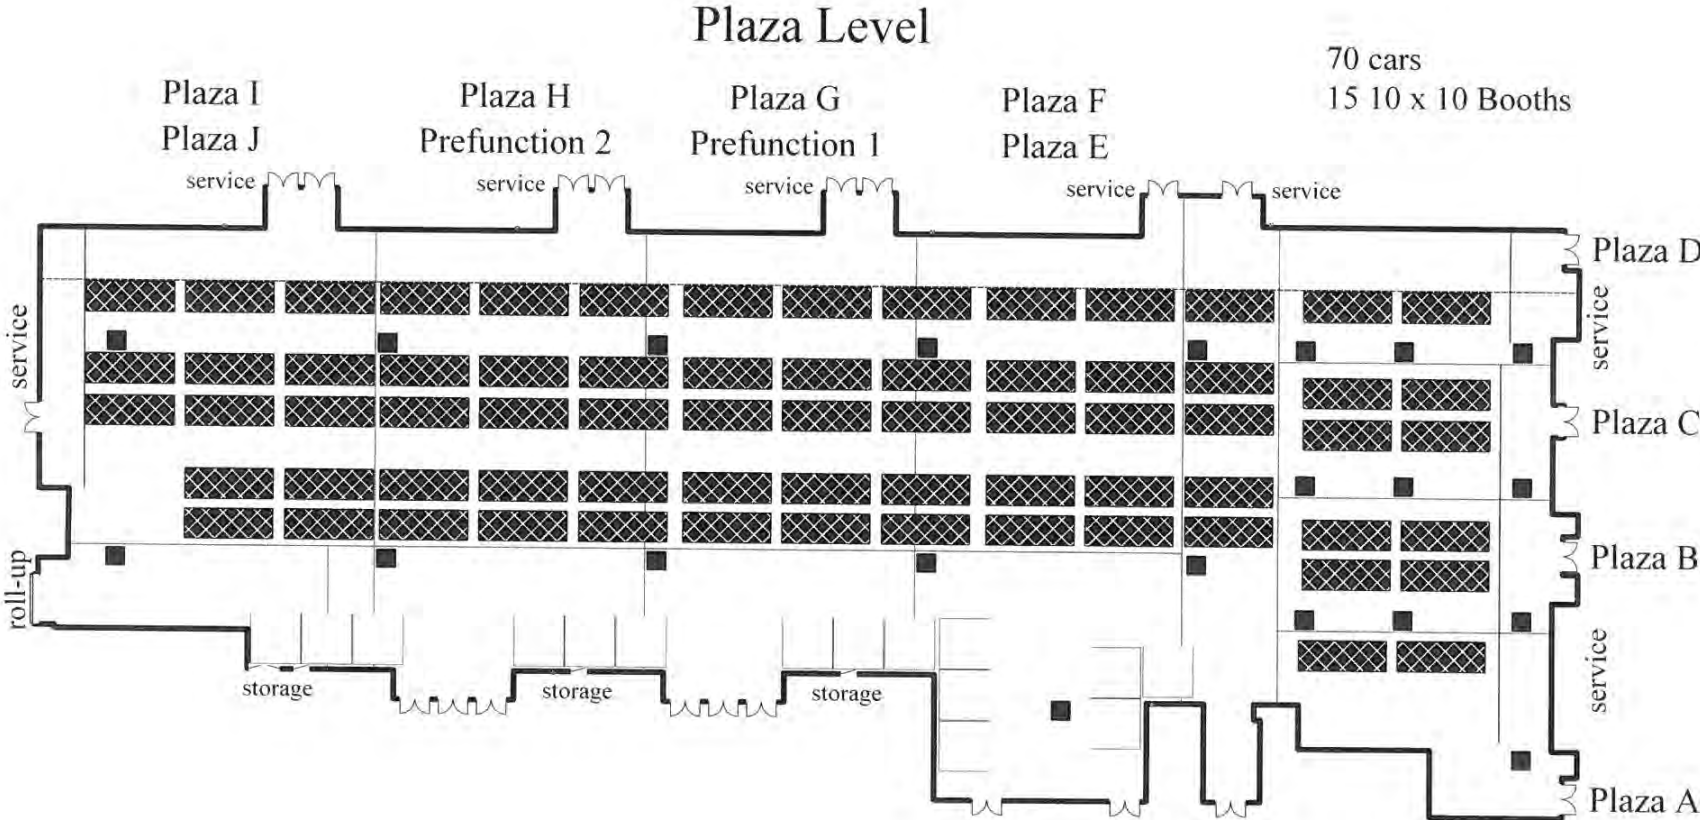 Plaza Level
70 cars
15 10 x 10 Booths
Plaza I
Plaza J
Plaza H
Prefunction 2
Plaza G
Prefunction 1
Plaza F
Plaza E
service
service
service
service
service
Plaza D
service
service
Plaza C
Plaza B
roll-up
service
storage
storage
storage
Plaza A